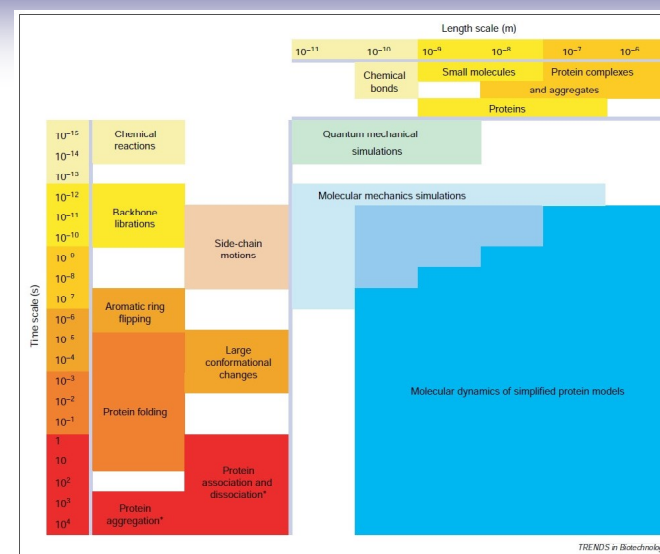 Length scale (m)
10⁻¹¹ 10⁻¹⁰ 10⁻⁹ 10⁻⁸ 10⁻⁷ 10⁻⁶
Chemical
bonds
Small molecules
Protein complexes
and aggregates
Proteins
Time scale (s)
10⁻¹⁵
10⁻¹⁴
10⁻¹³
10⁻¹²
10⁻¹¹
10⁻¹⁰
10⁻⁹
10⁻⁸
10⁻⁷
10⁻⁶
10⁻⁵
10⁻⁴
10⁻³
10⁻²
10⁻¹
1
10
10²
10³
10⁴
Chemical
reactions
Backbone
librations
Side-chain
motions
Aromatic ring
flipping
Large
conformational
changes
Protein folding
Protein
association and
dissociation*
Protein
aggregation*
Quantum mechanical
simulations
Molecular mechanics simulations
Molecular dynamics of simplified protein models
TRENDS in Biotechnolog